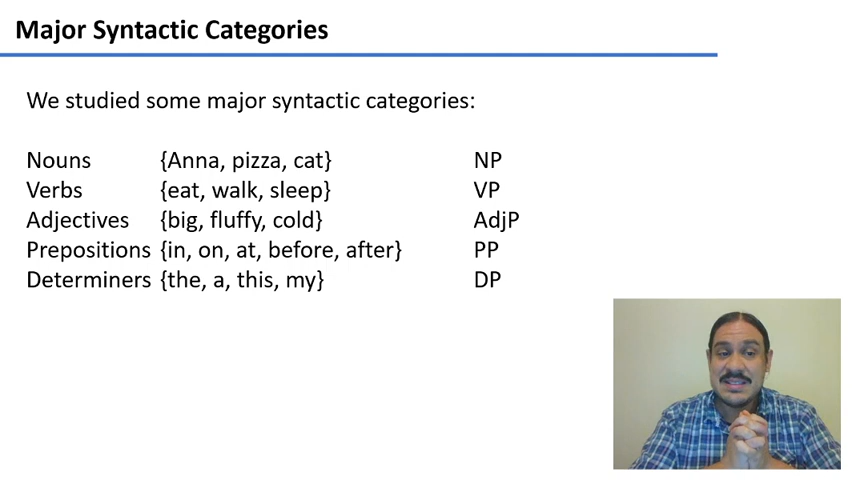 Major Syntactic Categories
We studied some major syntactic categories:
Nouns {Anna, pizza, cat} NP
Verbs {eat, walk, sleep} VP
Adjectives {big, fluffy, cold} AdjP
Prepositions {in, on, at, before, after} PP
Determiners {the, a, this, my} DP